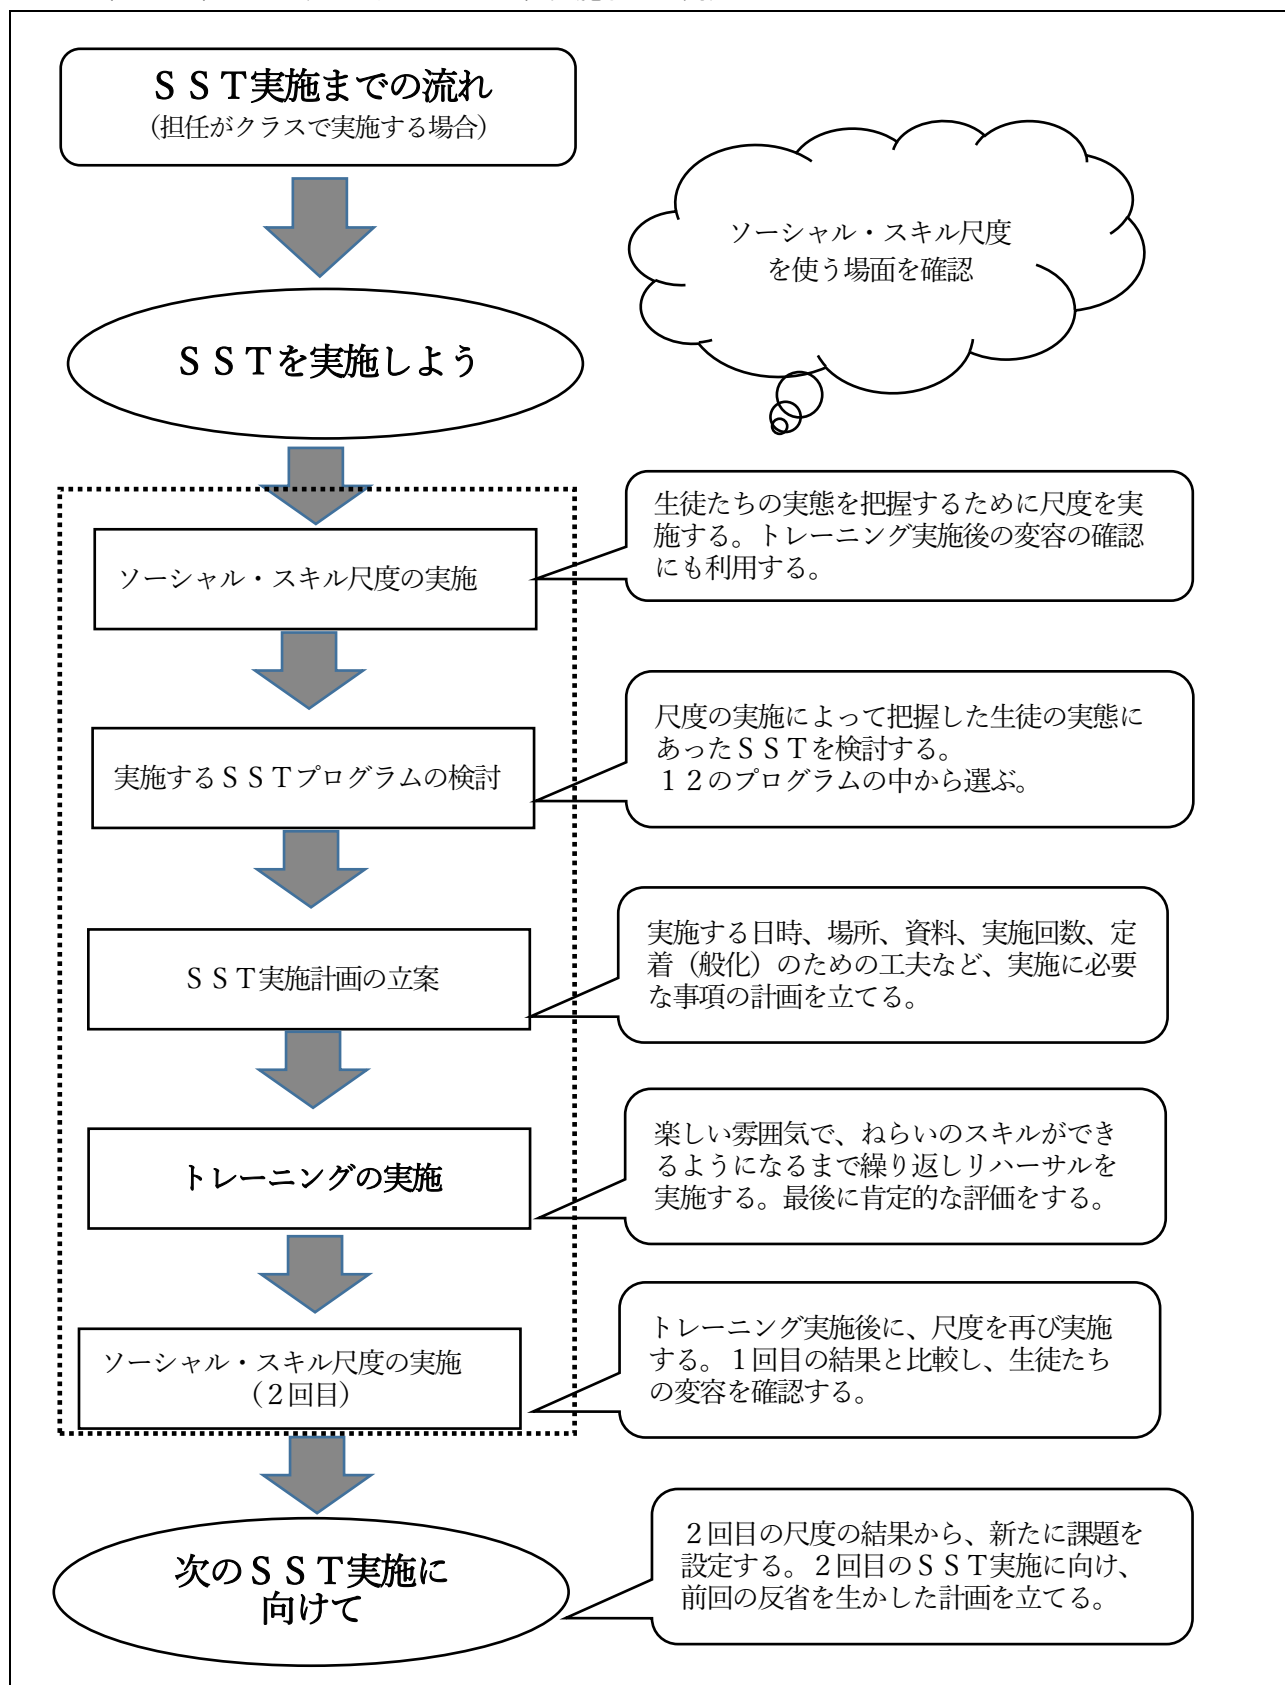 ＳＳＴ実施までの流れ
（担任がクラスで実施する場合）
ソーシャル・スキル尺度
を使う場面を確認
ＳＳＴを実施しよう
ソーシャル・スキル尺度の実施
生徒たちの実態を把握するために尺度を実
施する。トレーニング実施後の変容の確認
にも利用する。
実施するＳＳＴプログラムの検討
尺度の実施によって把握した生徒の実態に
あったＳＳＴを検討する。
１２のプログラムの中から選ぶ。
ＳＳＴ実施計画の立案
実施する日時、場所、資料、実施回数、定
着（般化）のための工夫など、実施に必要
な事項の計画を立てる。
トレーニングの実施
楽しい雰囲気で、ねらいのスキルができ
るようになるまで繰り返しリハーサルを
実施する。最後に肯定的な評価をする。
ソーシャル・スキル尺度の実施
（２回目）
トレーニング実施後に、尺度を再び実施
する。１回目の結果と比較し、生徒たち
の変容を確認する。
次のＳＳＴ実施に
向けて
２回目の尺度の結果から、新たに課題を
設定する。２回目のＳＳＴ実施に向け、
前回の反省を生かした計画を立てる。